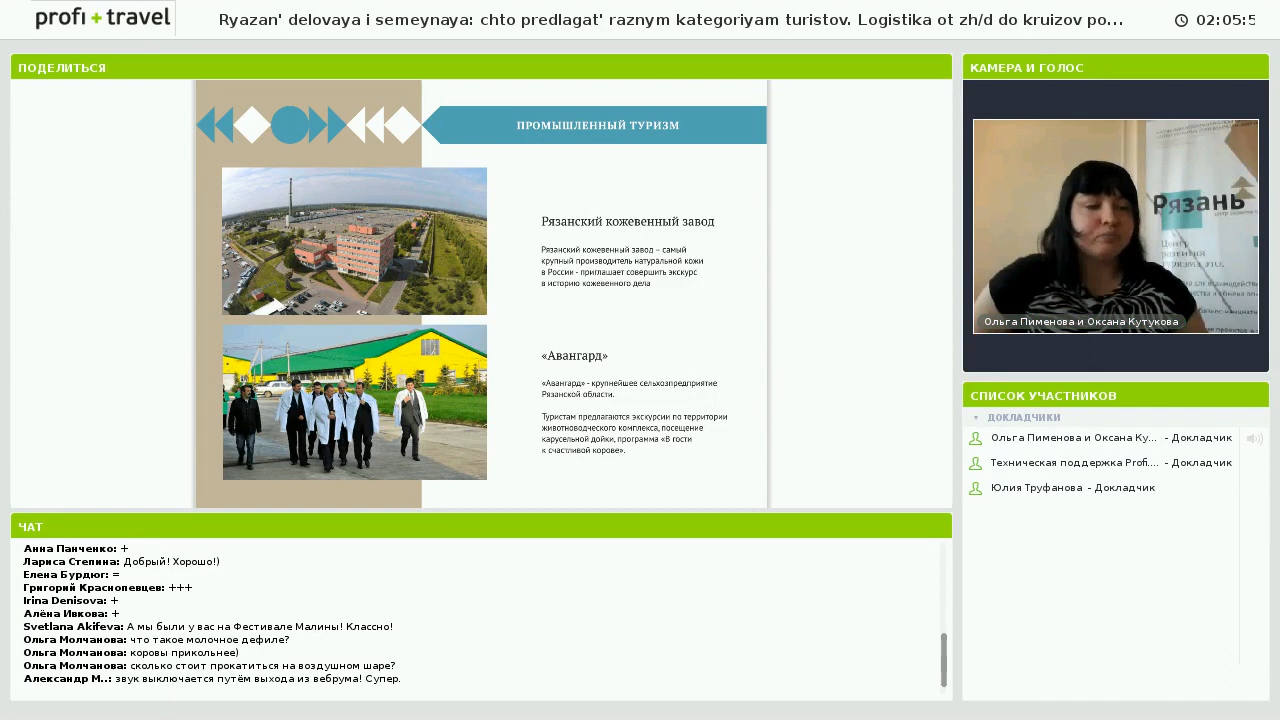 profi + travel
Ryazan' delovaya i semeynaya: chto predlagat' raznym kategoriyam turistov. Logistika ot zh/d do kruizov po...
02:05:5
ПОДЕЛИТЬСЯ
ПРОМЫШЛЕННЫЙ ТУРИЗМ
Рязанский кожевенный завод
Рязанский кожевенный завод – самый
крупный производитель натуральной кожи
в России - приглашает совершить экскурс
в историю кожевенного дела
«Авангард»
«Авангард» - крупнейшее сельхозпредприятие
Рязанской области.
Туристам предлагаются экскурсии по территории
животноводческого комплекса, посещение
карусельной дойки, программа «В гости
к счастливой корове».
КАМЕРА И ГОЛОС
Рязань
Центр
развития
туризма
Ольга Пименова и Оксана Кутукова
СПИСОК УЧАСТНИКОВ
ДОКЛАДЧИКИ
Ольга Пименова и Оксана Ку... – Докладчик
Техническая поддержка Profi.... – Докладчик
Юлия Труфанова – Докладчик
ЧАТ
Анна Панченко: +
Лариса Степина: Добрый! Хорошо!)
Елена Бурдюг: =
Григорий Краснопевцев: +++
Irina Denisova: +
Алёна Ивкова: +
Svetlana Akifeva: А мы были у вас на Фестивале Малины! Классно!
Ольга Молчанова: что такое молочное дефиле?
Ольга Молчанова: коровы прикольнее)
Ольга Молчанова: сколько стоит прокатиться на воздушном шаре?
Александр М..: звук выключается путём выхода из вебрума! Супер.